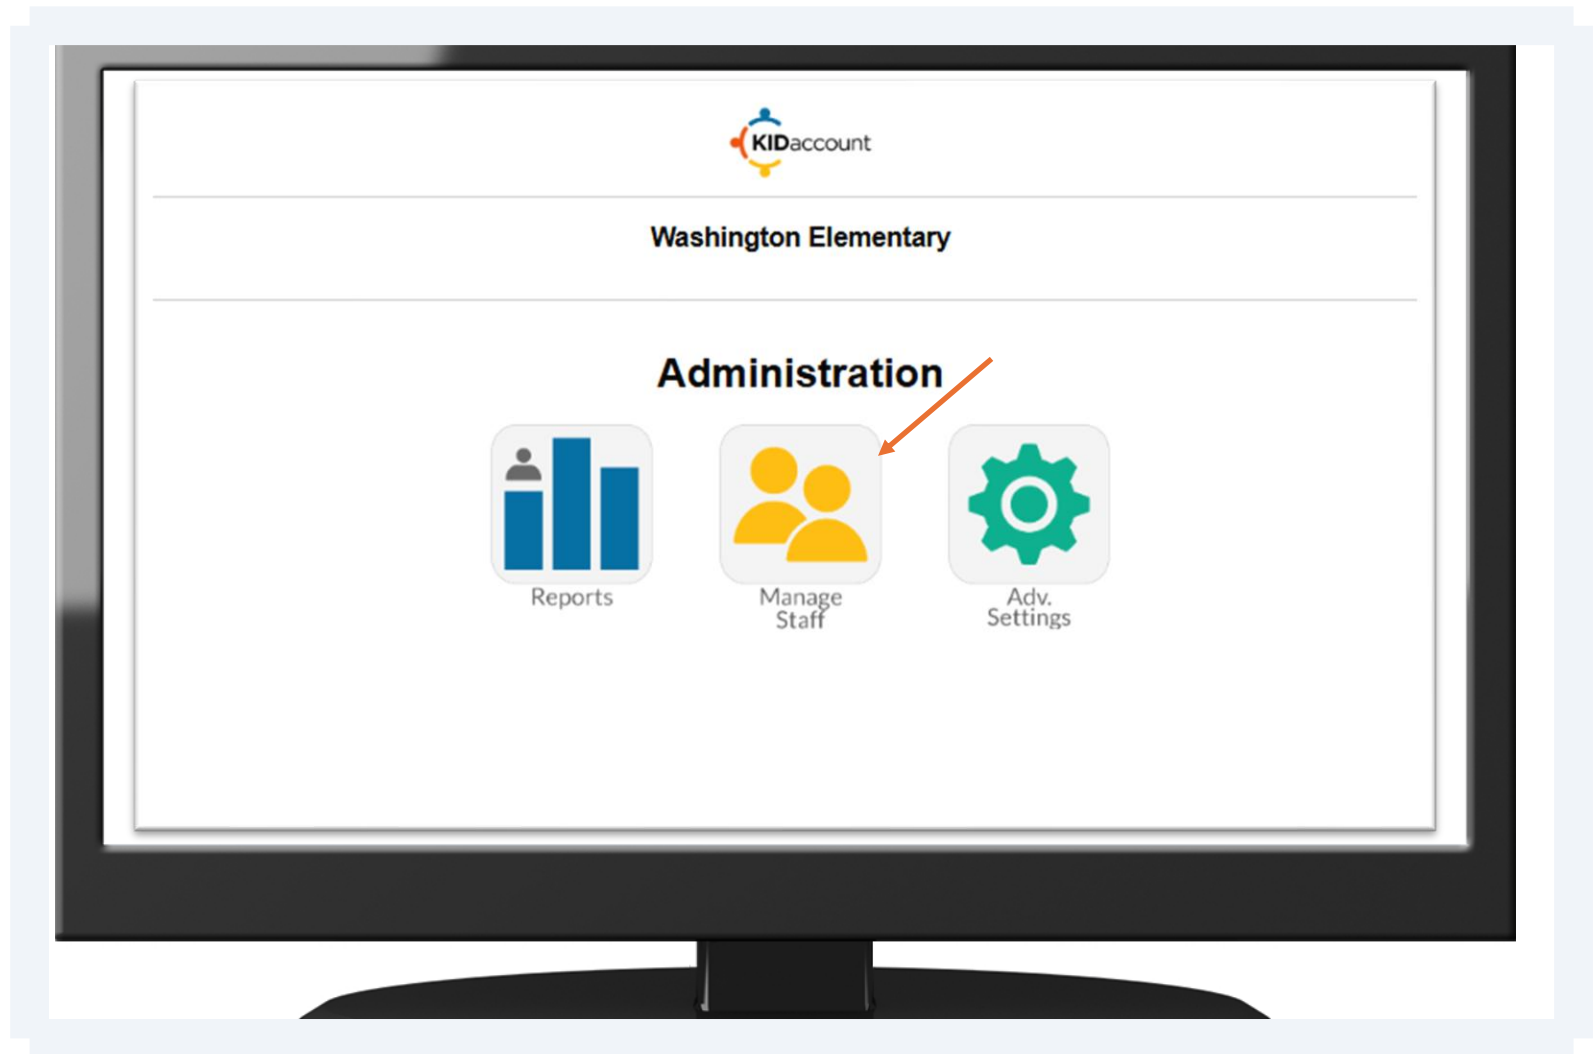 KIDaccount
Washington Elementary
Administration
Reports
Manage
Staff
Adv.
Settings